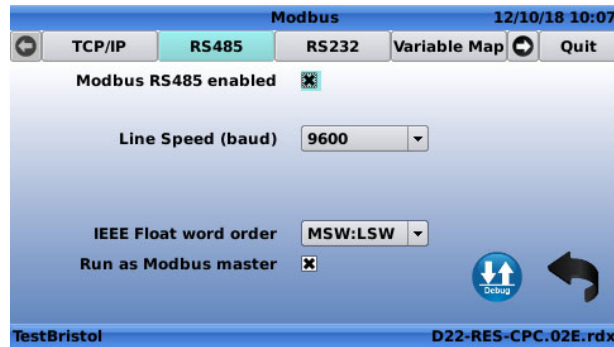 Modbus 12/10/18 10:07
TCP/IP RS485 RS232 Variable Map Quit
Modbus RS485 enabled
Line Speed (baud) 9600
IEEE Float word order MSW:LSW
Run as Modbus master
Debug
TestBristol D22-RES-CPC.02E.rdx